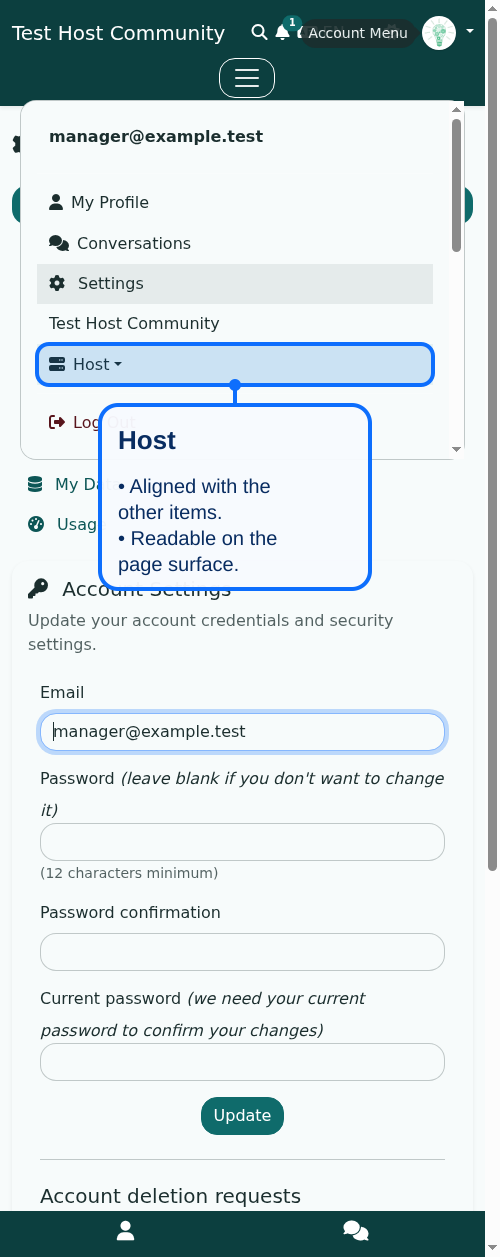 Test Host Community
1
Account Menu
manager@example.test
My Profile
Conversations
Settings
Test Host Community
Host
Log Out
Host
• Aligned with the
other items.
• Readable on the
page surface.
My Da
Usag
Account Settings
Update your account credentials and security
settings.
Email
manager@example.test
Password (leave blank if you don't want to change
it)
(12 characters minimum)
Password confirmation
Current password (we need your current
password to confirm your changes)
Update
Account deletion requests